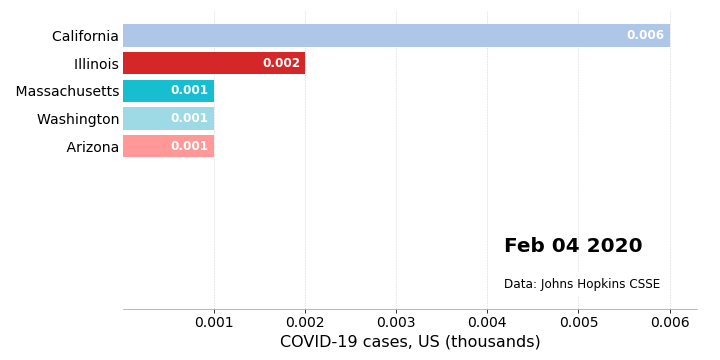 California 0.006
Illinois 0.002
Massachusetts 0.001
Washington 0.001
Arizona 0.001
Feb 04 2020
Data: Johns Hopkins CSSE
0.001 0.002 0.003 0.004 0.005 0.006
COVID-19 cases, US (thousands)